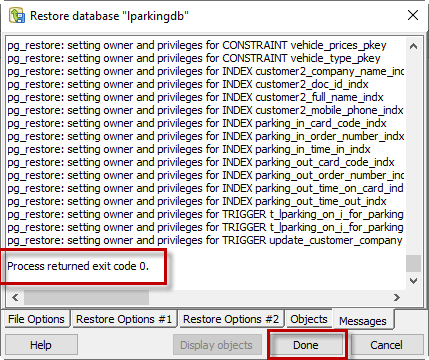 Restore database "lparkingdb"
pg_restore: setting owner and privileges for CONSTRAINT vehicle_prices_pkey
pg_restore: setting owner and privileges for CONSTRAINT vehicle_type_pkey
pg_restore: setting owner and privileges for INDEX customer2_company_name_ind
pg_restore: setting owner and privileges for INDEX customer2_doc_id_indx
pg_restore: setting owner and privileges for INDEX customer2_full_name_indx
pg_restore: setting owner and privileges for INDEX customer2_mobile_phone_indx
pg_restore: setting owner and privileges for INDEX parking_in_card_code_indx
pg_restore: setting owner and privileges for INDEX parking_in_order_number_indx
pg_restore: setting owner and privileges for INDEX parking_in_time_in_indx
pg_restore: setting owner and privileges for INDEX parking_out_card_code_indx
pg_restore: setting owner and privileges for INDEX parking_out_order_number_ind
pg_restore: setting owner and privileges for INDEX parking_out_time_on_card_ind
pg_restore: setting owner and privileges for INDEX parking_out_time_out_indx
pg_restore: setting owner and privileges for TRIGGER t_lparking_on_i_for_parking
pg_restore: setting owner and privileges for TRIGGER t_lparking_on_i_for_parking
pg_restore: setting owner and privileges for TRIGGER update_customer_company
Process returned exit code 0.
File Options Restore Options #1 Restore Options #2 Objects Messages
Help Display objects Done Cancel